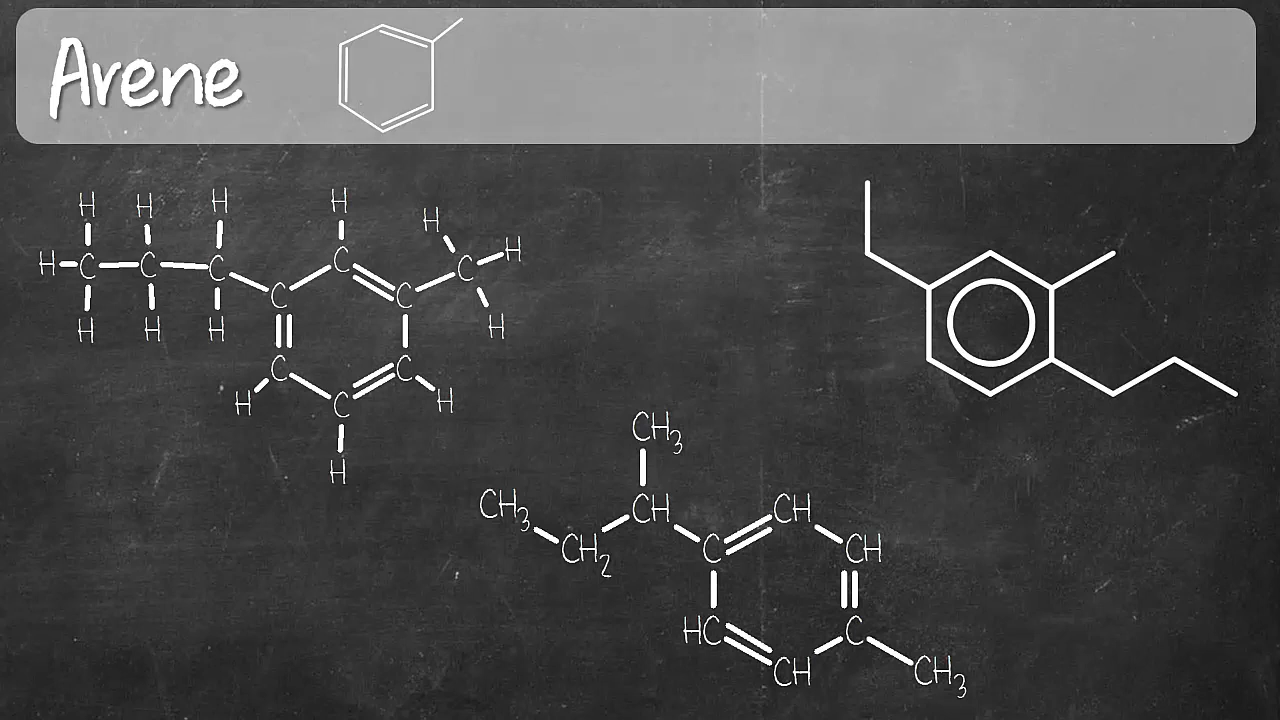 Arene
H H H H H
H C C C C H
C C C H
H H H
C C
H C H
H
CH3
CH3 CH CH
CH2 C CH
HC C
CH CH3